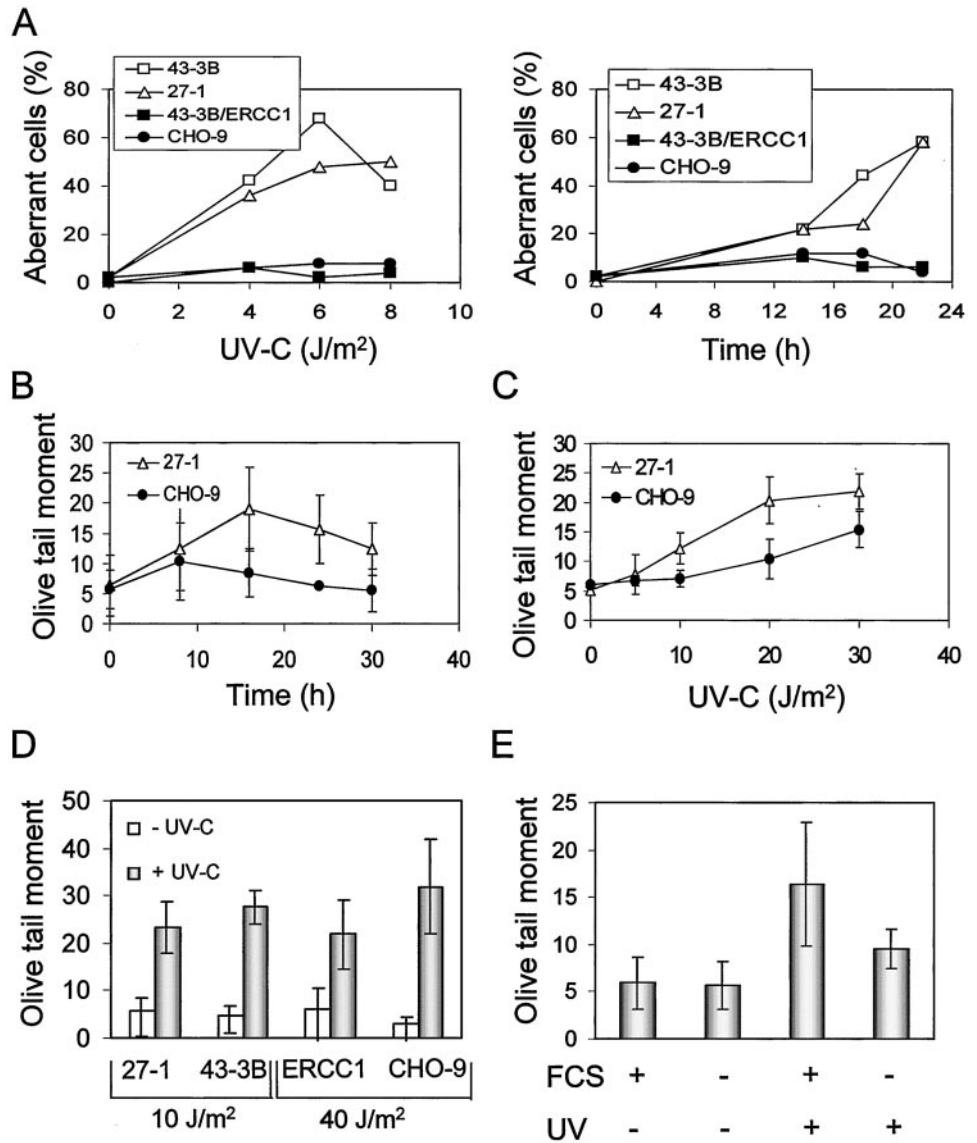 A
Aberrant cells (%)
80
60
40
20
0
43-3B
27-1
43-3B/ERCC1
CHO-9
0 2 4 6 8 10
UV-C (J/m²)
Aberrant cells (%)
80
60
40
20
0
43-3B
27-1
43-3B/ERCC1
CHO-9
0 4 8 12 16 20 24
Time (h)
B
Olive tail moment
30
25
20
15
10
5
0
27-1
CHO-9
0 10 20 30 40
Time (h)
C
Olive tail moment
30
25
20
15
10
5
0
27-1
CHO-9
0 10 20 30 40
UV-C (J/m²)
D
Olive tail moment
50
40
30
20
10
0
- UV-C
+ UV-C
27-1 43-3B ERCC1 CHO-9
10 J/m² 40 J/m²
E
Olive tail moment
25
20
15
10
5
0
FCS + - + -
UV - - + +